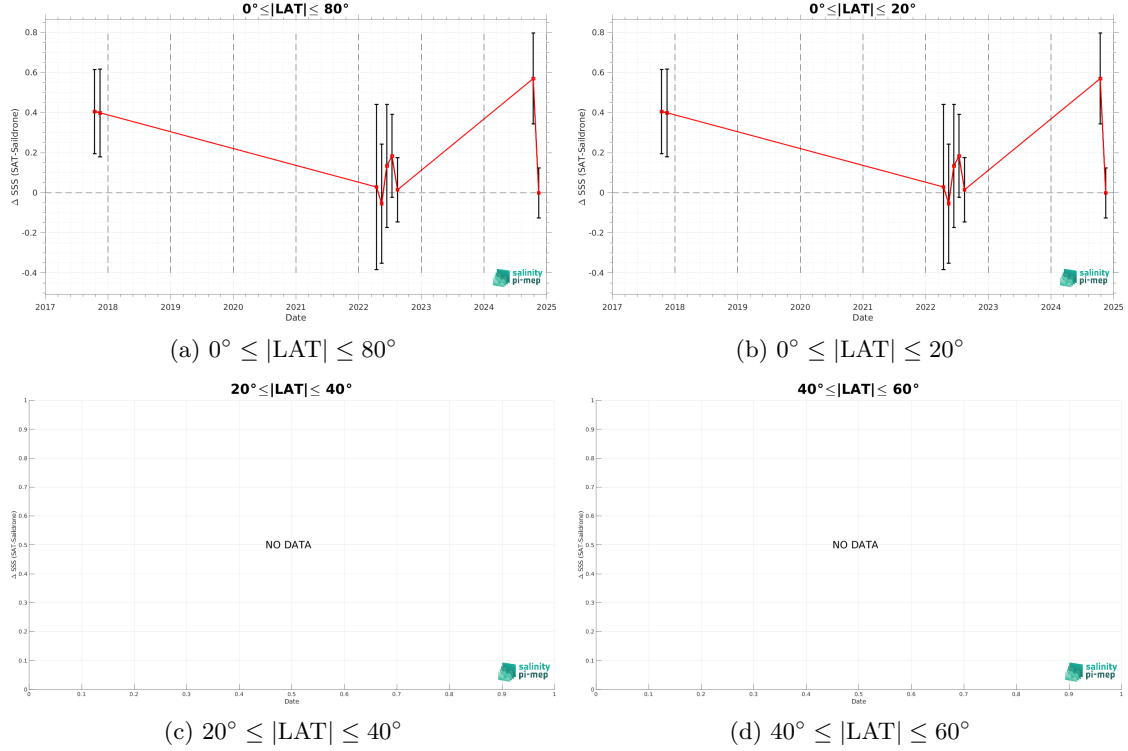 0°≤|LAT|≤ 80°
0.8
0.6
0.4
0.2
0
-0.2
-0.4
Δ SSS (SAT-Saildrone)
2017 2018 2019 2020 2021 2022 2023 2024 2025
Date
salinity
pi-mep
(a) 0° ≤ |LAT| ≤ 80°
0°≤|LAT|≤ 20°
0.8
0.6
0.4
0.2
0
-0.2
-0.4
Δ SSS (SAT-Saildrone)
2017 2018 2019 2020 2021 2022 2023 2024 2025
Date
salinity
pi-mep
(b) 0° ≤ |LAT| ≤ 20°
20°≤|LAT|≤ 40°
1
0.9
0.8
0.7
0.6
0.5
0.4
0.3
0.2
0.1
0
Δ SSS (SAT-Saildrone)
NO DATA
0 0.1 0.2 0.3 0.4 0.5 0.6 0.7 0.8 0.9 1
Date
salinity
pi-mep
(c) 20° ≤ |LAT| ≤ 40°
40°≤|LAT|≤ 60°
1
0.9
0.8
0.7
0.6
0.5
0.4
0.3
0.2
0.1
0
Δ SSS (SAT-Saildrone)
NO DATA
0 0.1 0.2 0.3 0.4 0.5 0.6 0.7 0.8 0.9 1
Date
salinity
pi-mep
(d) 40° ≤ |LAT| ≤ 60°